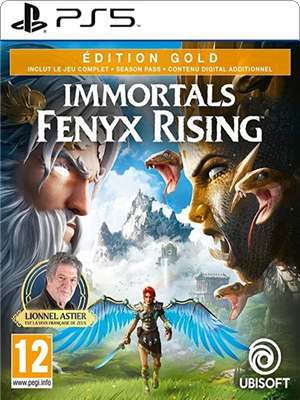 PS5
ÉDITION GOLD
INCLUT LE JEU COMPLET • SEASON PASS • CONTENU DIGITAL ADDITIONNEL
IMMORTALS
FENYX RISING™
LIONNEL ASTIER
EST LA VOIX FRANÇAISE DE ZEUS
12
www.pegi.info
UBISOFT